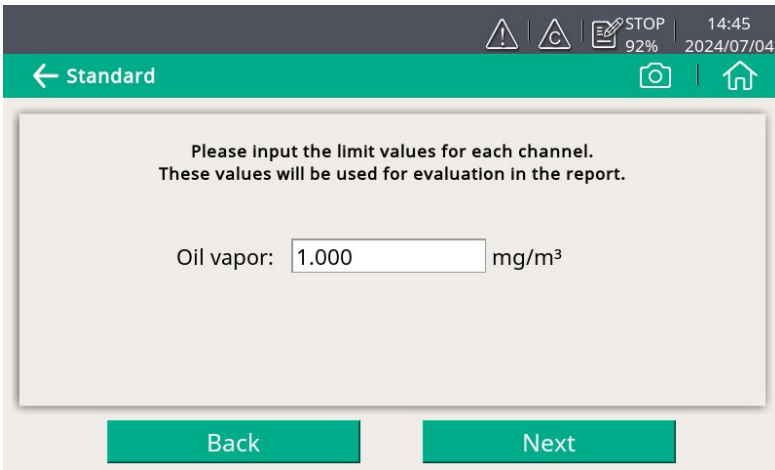 STOP 14:45
92% 2024/07/04
Standard
Please input the limit values for each channel.
These values will be used for evaluation in the report.
Oil vapor: 1.000 mg/m³
Back Next